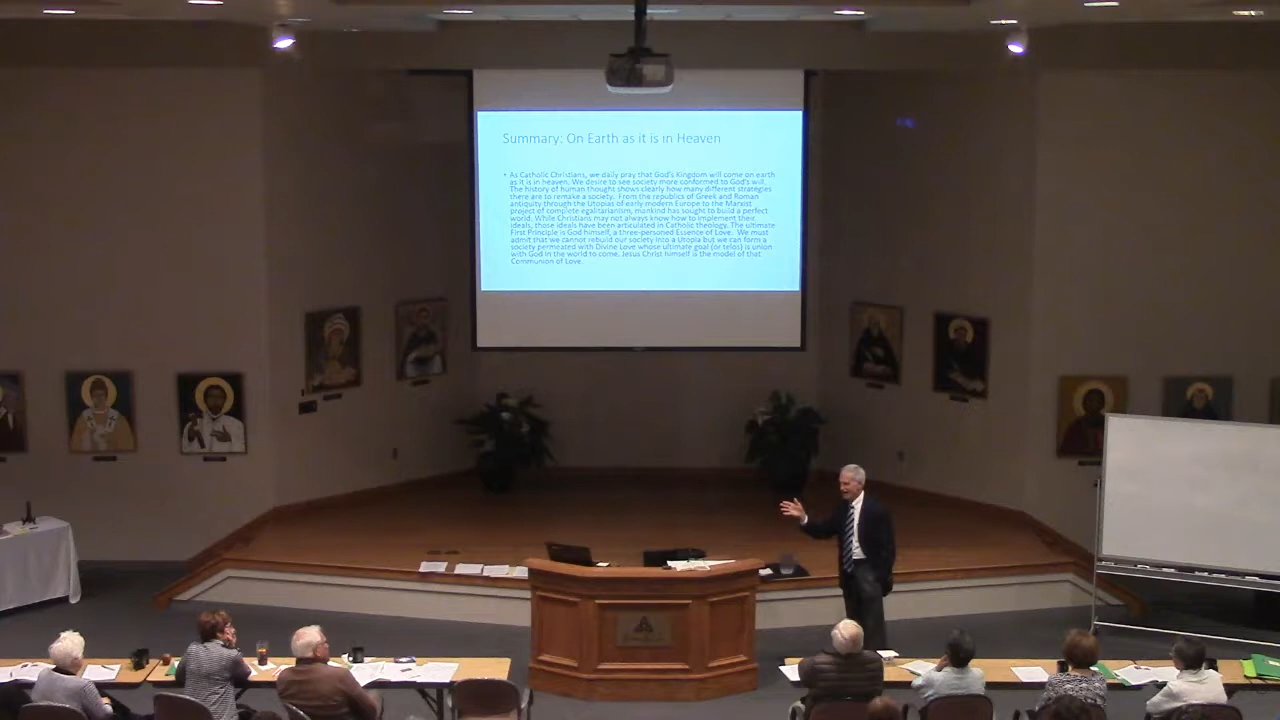 Summary: On Earth as it is in Heaven
• As Catholic Christians, we daily pray that God's Kingdom will come on earth
as it is in heaven. We desire to see society more conformed to God's will.
The history of human thought shows clearly how many different strategies
there are to remake a society. From the republics of Greek and Roman
antiquity through the Utopias of early modern Europe to the Marxist
project of complete egalitarianism, mankind has sought to build a perfect
world. While Christians may not always know how to implement their
ideals, those ideals have been articulated in Catholic theology. The ultimate
First Principle is God himself, a three-personed Essence of Love. We must
admit that we cannot rebuild our society into a Utopia but we can form a
society permeated with Divine Love whose ultimate goal (or telos) is union
with God in the world to come. Jesus Christ himself is the model of that
Communion of Love.